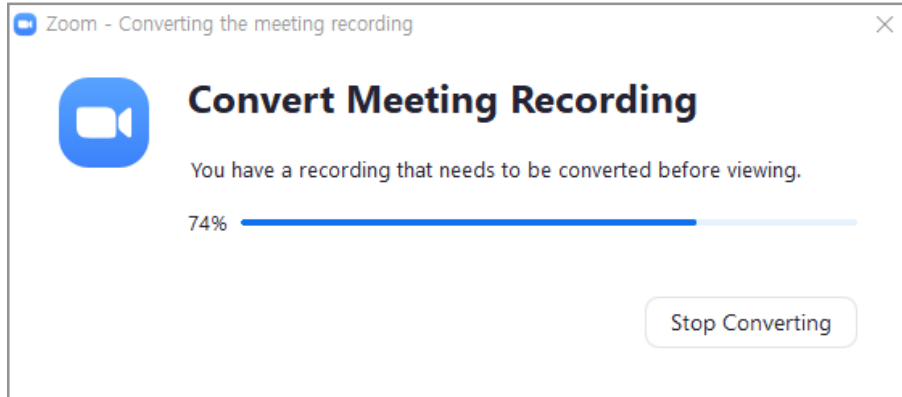 Zoom - Converting the meeting recording
Convert Meeting Recording
You have a recording that needs to be converted before viewing.
74%
Stop Converting